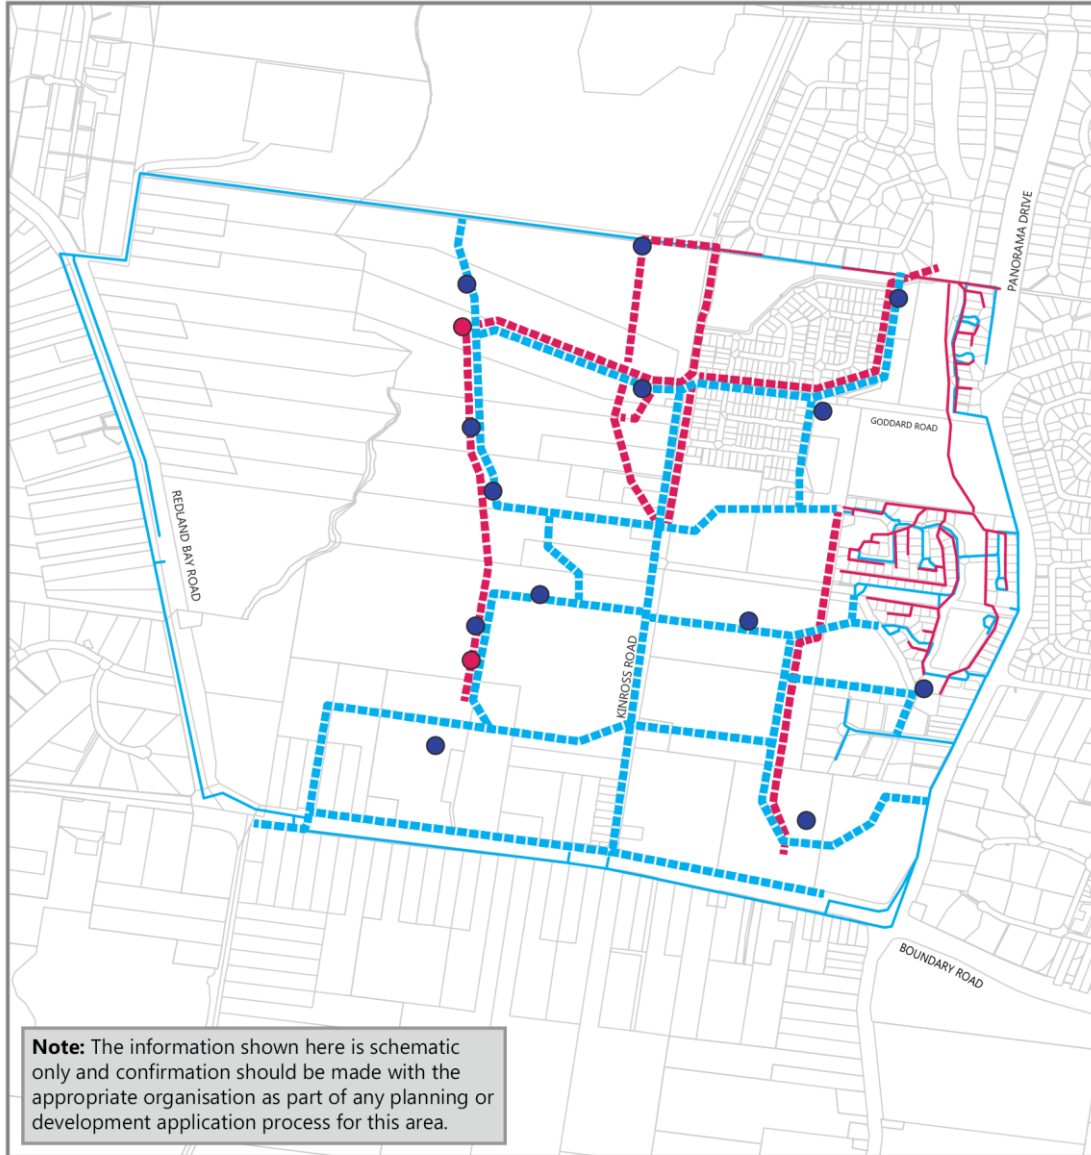 PANORAMA DRIVE
GODDARD ROAD
REDLAND BAY ROAD
KINROSS ROAD
BOUNDARY ROAD
Note: The information shown here is schematic
only and confirmation should be made with the
appropriate organisation as part of any planning or
development application process for this area.